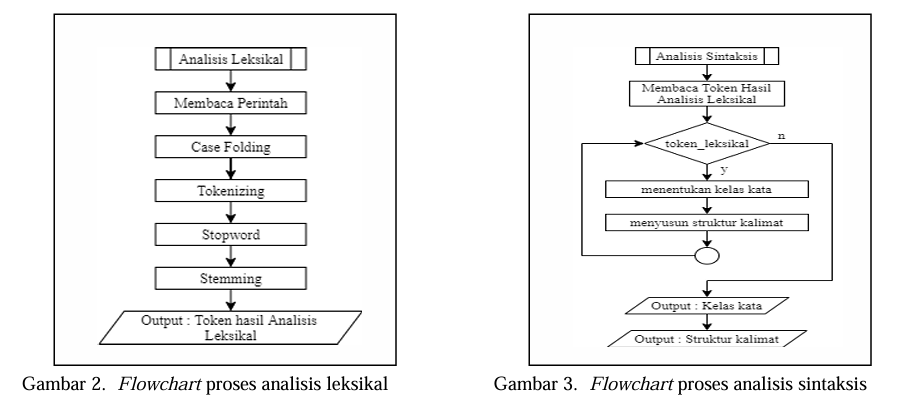 Analisis Leksikal
Membaca Perintah
Case Folding
Tokenizing
Stopword
Stemming
Output : Token hasil Analisis
Leksikal
Gambar 2. Flowchart proses analisis leksikal
Analisis Sintaksis
Membaca Token Hasil
Analisis Leksikal
token_leksikal
n
y
menentukan kelas kata
menyusun struktur kalimat
Output : Kelas kata
Output : Struktur kalimat
Gambar 3. Flowchart proses analisis sintaksis